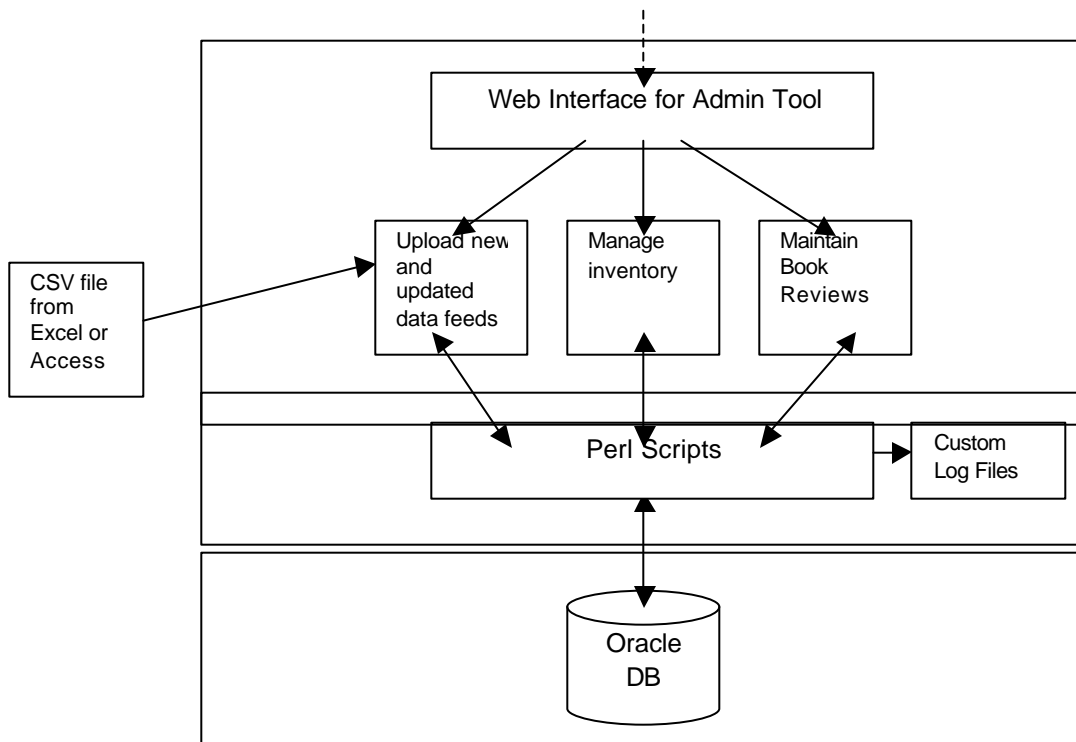 Web Interface for Admin Tool
Upload new
and
updated
data feeds
Manage
inventory
Maintain
Book
Reviews
CSV file
from
Excel or
Access
Perl Scripts
Custom
Log Files
Oracle
DB